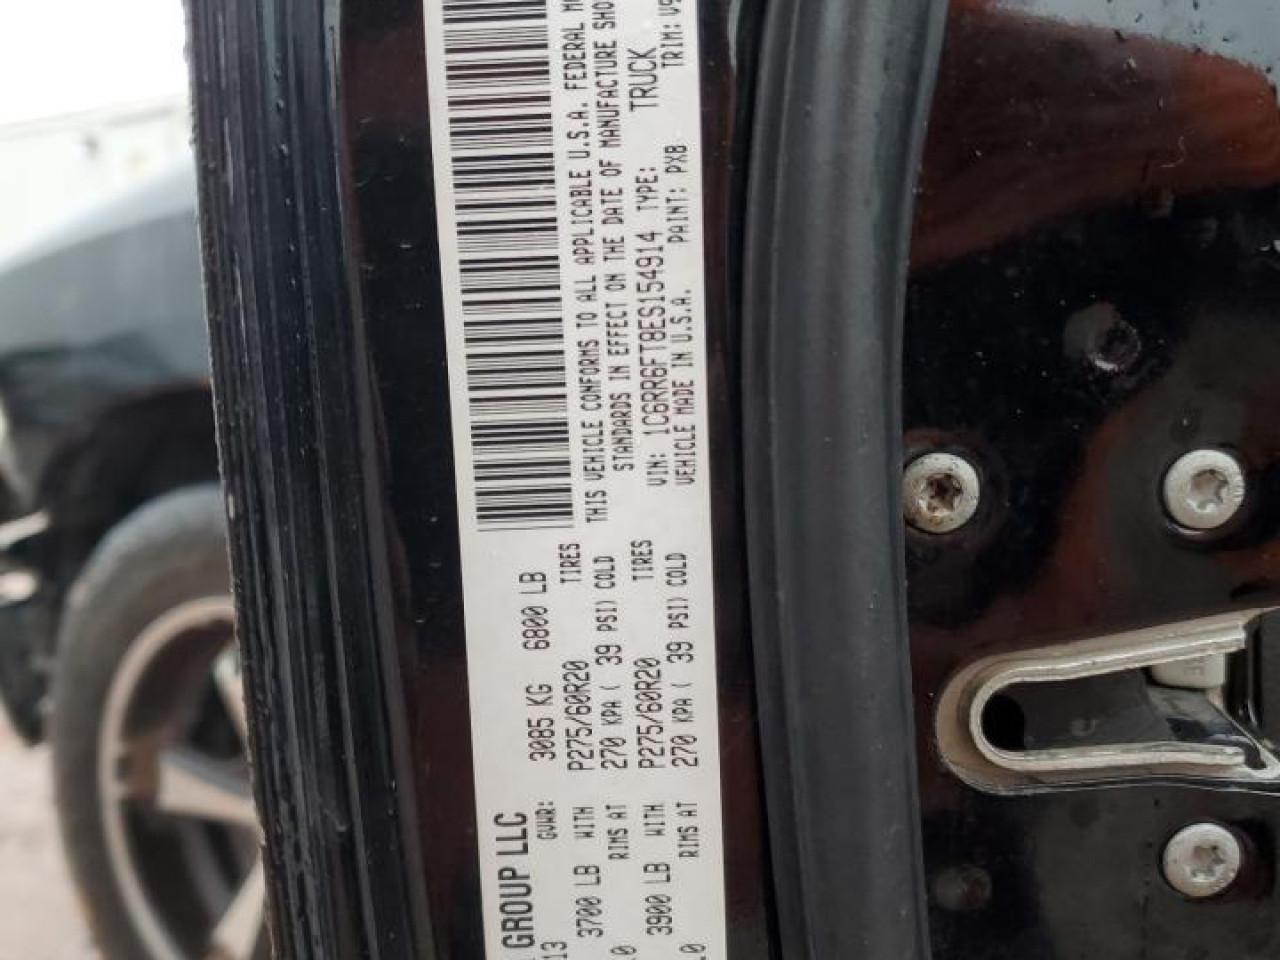 GROUP LLC
13 GVWR: 3085 KG 6800 LB
3700 LB WITH P275/60R20 TIRES
RIMS AT 270 KPA ( 39 PSI) COLD
3900 LB WITH P275/60R20 TIRES
RIMS AT 270 KPA ( 39 PSI) COLD
THIS VEHICLE CONFORMS TO ALL APPLICABLE U.S.A. FEDERAL M
STANDARDS IN EFFECT ON THE DATE OF MANUFACTURE SHO
VIN: 1C6RR6FT8ES154914 TYPE: TRUCK
VEHICLE MADE IN U.S.A. PAINT: PX8 TRIM: V9